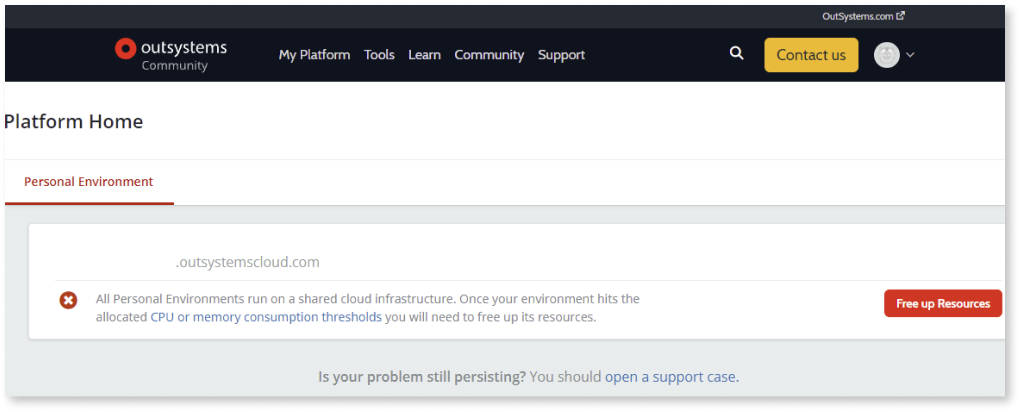 OutSystems.com
outsystems
Community
My Platform Tools Learn Community Support
Contact us
Platform Home
Personal Environment
.outsystemscloud.com
All Personal Environments run on a shared cloud infrastructure. Once your environment hits the
allocated CPU or memory consumption thresholds you will need to free up its resources.
Free up Resources
Is your problem still persisting? You should open a support case.